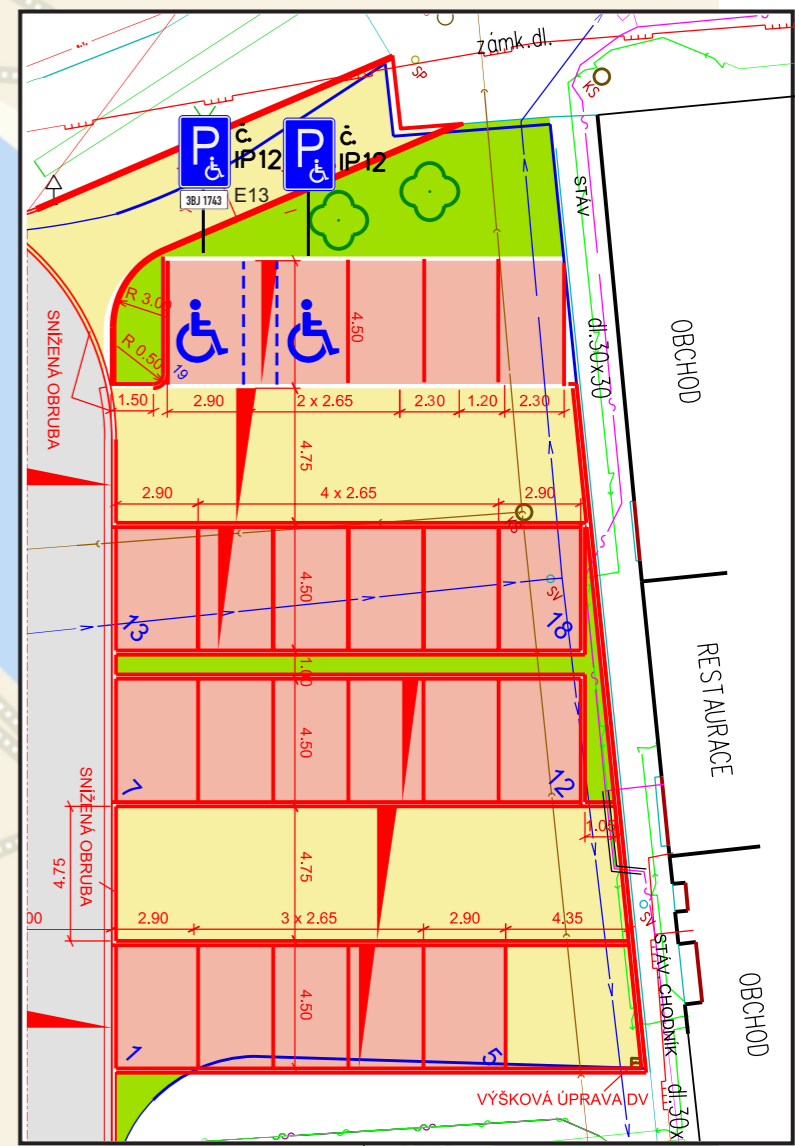 zámk.dl.
SP
KS
P
č.
IP12
P
č.
IP12
3BJ 1743
E13
STÁV
dl.30x30
OBCHOD
R 3.00
R 0.50
19
4.50
SNÍŽENÁ OBRUBA
1.50
2.90
2 x 2.65
2.30
1.20
2.30
4.75
2.90
4 x 2.65
2.90
4.50
SV
13
18
1.00
RESTAURACE
4.50
7
12
SNÍŽENÁ OBRUBA
4.75
1.05
4.75
00
2.90
3 x 2.65
2.90
4.35
SV
STÁV. CHODNÍK
dl.30x
OBCHOD
4.50
1
5
VÝŠKOVÁ ÚPRAVA DV